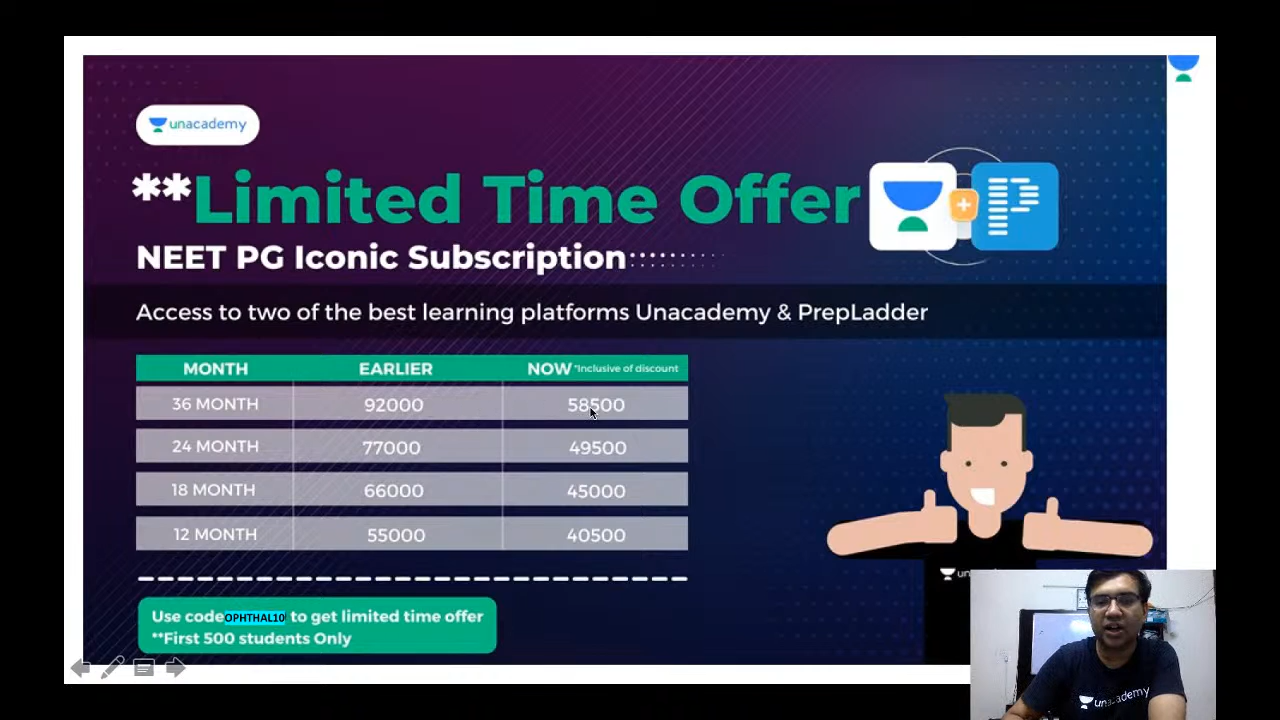 unacademy
**Limited Time Offer
NEET PG Iconic Subscription
Access to two of the best learning platforms Unacademy & PrepLadder
MONTH EARLIER NOW *Inclusive of discount
36 MONTH 92000 58500
24 MONTH 77000 49500
18 MONTH 66000 45000
12 MONTH 55000 40500
Use code OPHTHAL10 to get limited time offer
**First 500 students Only
un
unacademy